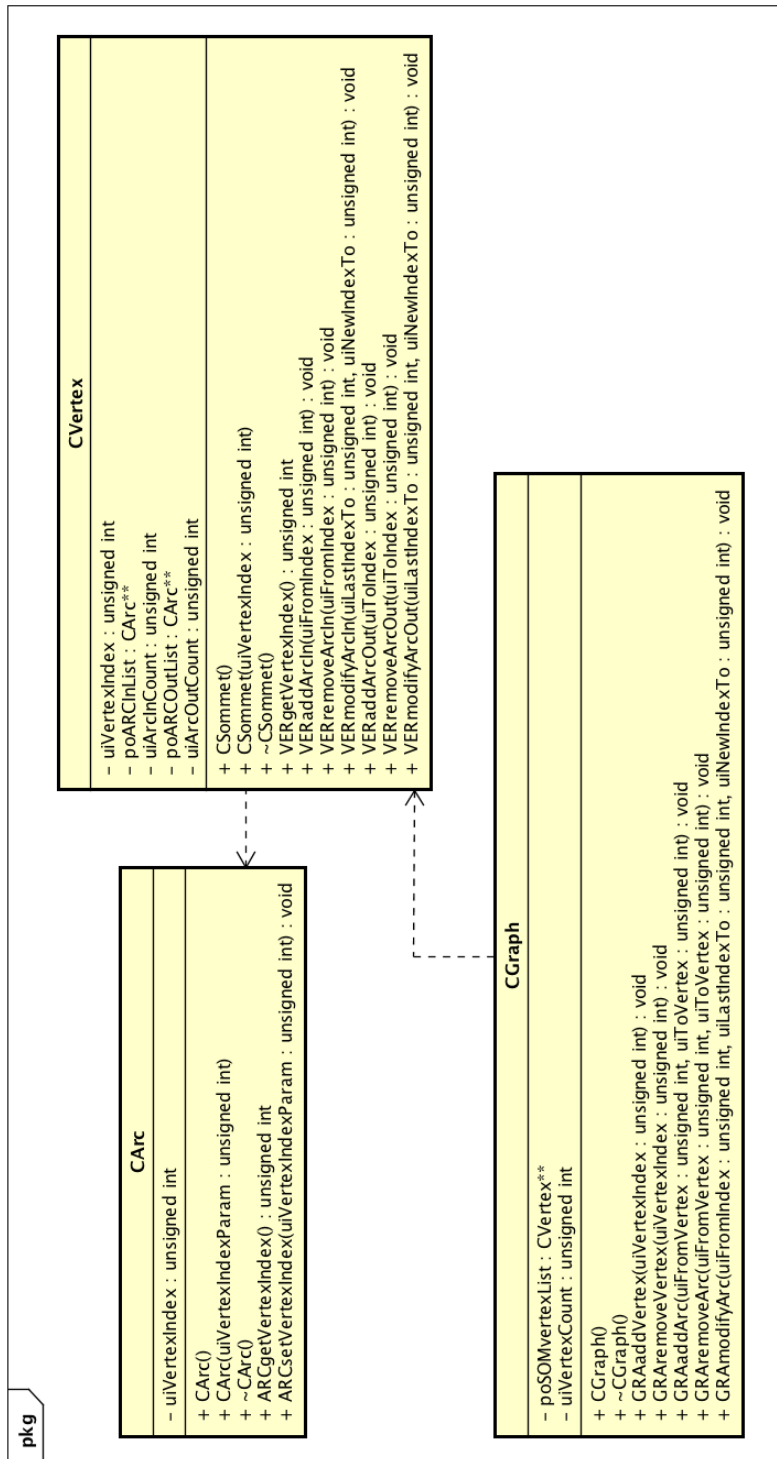 pkg
CArc
– uiVertexIndex : unsigned int
+ CArc()
+ CArc(uiVertexIndexParam : unsigned int)
+ ~CArc()
+ ARCgetVertexIndex() : unsigned int
+ ARCsetVertexIndex(uiVertexIndexParam : unsigned int) : void
CVertex
– uiVertexIndex : unsigned int
– poARCInList : CArc**
– uiArcInCount : unsigned int
– poARCOutList : CArc**
– uiArcOutCount : unsigned int
+ CSommet()
+ CSommet(uiVertexIndex : unsigned int)
+ ~CSommet()
+ VERgetVertexIndex() : unsigned int
+ VERaddArcIn(uiFromIndex : unsigned int) : void
+ VERremoveArcIn(uiFromIndex : unsigned int) : void
+ VERmodifyArcIn(uiLastIndexTo : unsigned int, uiNewIndexTo : unsigned int) : void
+ VERaddArcOut(uiToIndex : unsigned int) : void
+ VERremoveArcOut(uiToIndex : unsigned int) : void
+ VERmodifyArcOut(uiLastIndexTo : unsigned int, uiNewIndexTo : unsigned int) : void
CGraph
– poSOMvertexList : CVertex**
– uiVertexCount : unsigned int
+ CGraph()
+ ~CGraph()
+ GRAaddVertex(uiVertexIndex : unsigned int) : void
+ GRAremoveVertex(uiVertexIndex : unsigned int) : void
+ GRAaddArc(uiFromVertex : unsigned int, uiToVertex : unsigned int) : void
+ GRAremoveArc(uiFromVertex : unsigned int, uiToVertex : unsigned int) : void
+ GRAmodifyArc(uiFromIndex : unsigned int, uiLastIndexTo : unsigned int, uiNewIndexTo : unsigned int) : void